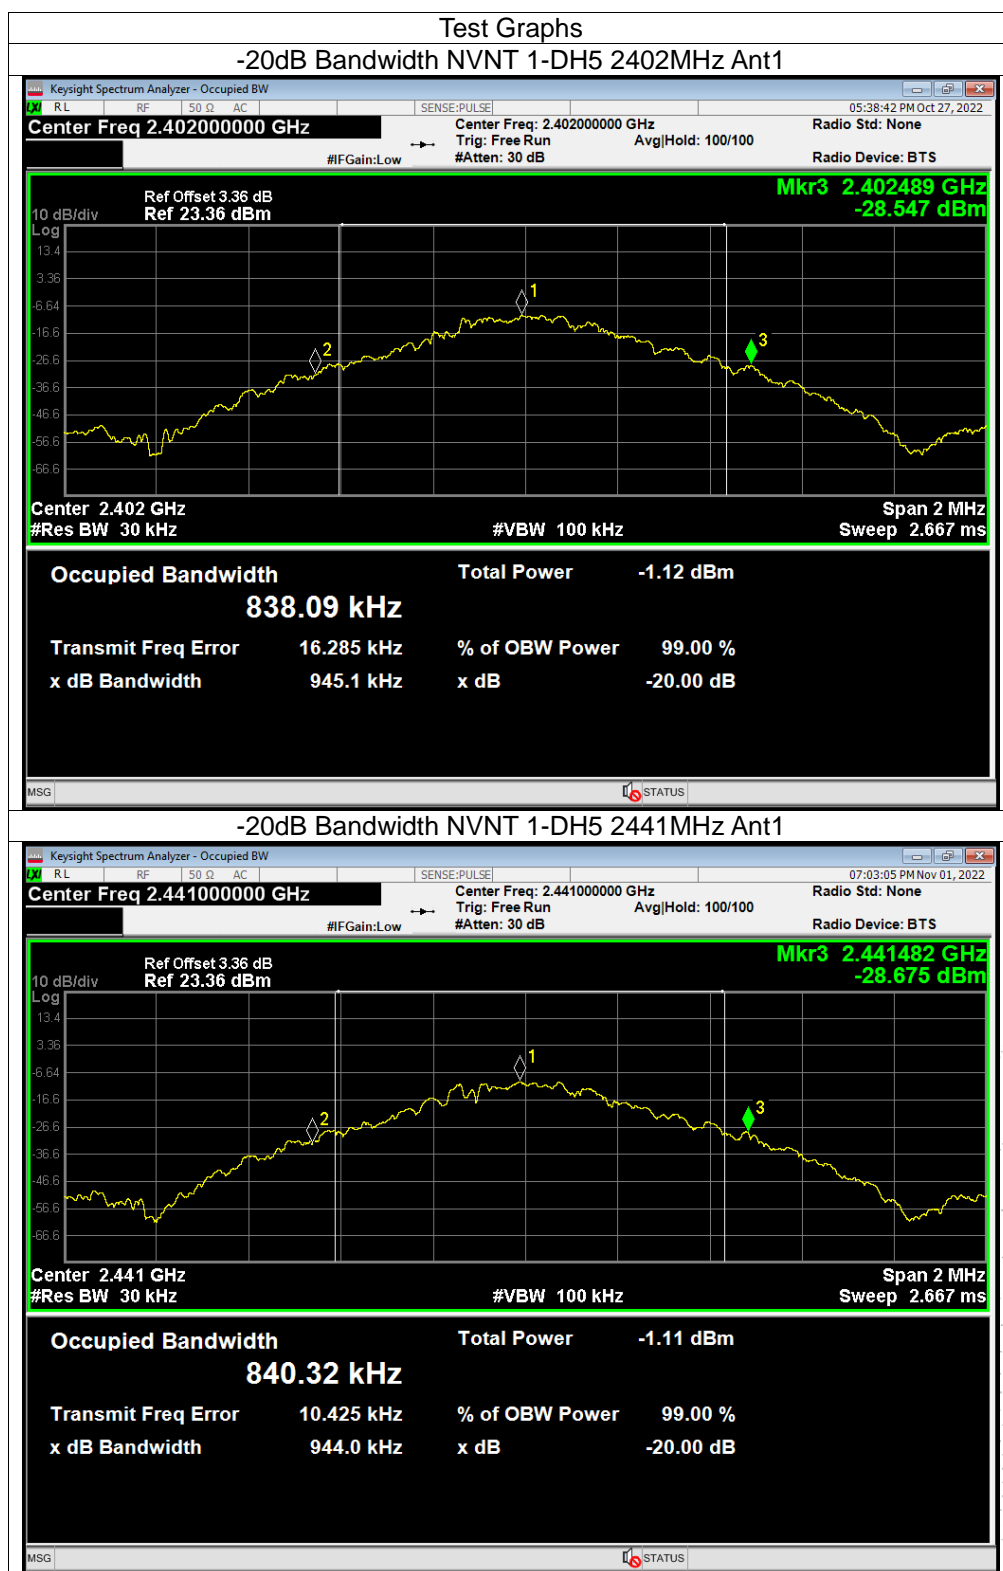 Test Graphs
-20dB Bandwidth NVNT 1-DH5 2402MHz Ant1
Keysight Spectrum Analyzer - Occupied BW
LXI RL RF 50 Ω AC SENSE:PULSE 05:38:42 PM Oct 27, 2022
Center Freq 2.402000000 GHz Center Freq: 2.402000000 GHz Radio Std: None
Trig: Free Run Avg|Hold: 100/100
#IFGain:Low #Atten: 30 dB Radio Device: BTS
Mkr3 2.402489 GHz
-28.547 dBm
Ref Offset 3.36 dB
10 dB/div Ref 23.36 dBm
Log
13.4
3.36
-6.64
-16.6
-26.6
-36.6
-46.6
-56.6
-66.6
1
2
3
Center 2.402 GHz Span 2 MHz
#Res BW 30 kHz #VBW 100 kHz Sweep 2.667 ms
Occupied Bandwidth Total Power -1.12 dBm
838.09 kHz
Transmit Freq Error 16.285 kHz % of OBW Power 99.00 %
x dB Bandwidth 945.1 kHz x dB -20.00 dB
MSG STATUS
-20dB Bandwidth NVNT 1-DH5 2441MHz Ant1
Keysight Spectrum Analyzer - Occupied BW
LXI RL RF 50 Ω AC SENSE:PULSE 07:03:05 PM Nov 01, 2022
Center Freq 2.441000000 GHz Center Freq: 2.441000000 GHz Radio Std: None
Trig: Free Run Avg|Hold: 100/100
#IFGain:Low #Atten: 30 dB Radio Device: BTS
Mkr3 2.441482 GHz
-28.675 dBm
Ref Offset 3.36 dB
10 dB/div Ref 23.36 dBm
Log
13.4
3.36
-6.64
-16.6
-26.6
-36.6
-46.6
-56.6
-66.6
1
2
3
Center 2.441 GHz Span 2 MHz
#Res BW 30 kHz #VBW 100 kHz Sweep 2.667 ms
Occupied Bandwidth Total Power -1.11 dBm
840.32 kHz
Transmit Freq Error 10.425 kHz % of OBW Power 99.00 %
x dB Bandwidth 944.0 kHz x dB -20.00 dB
MSG STATUS